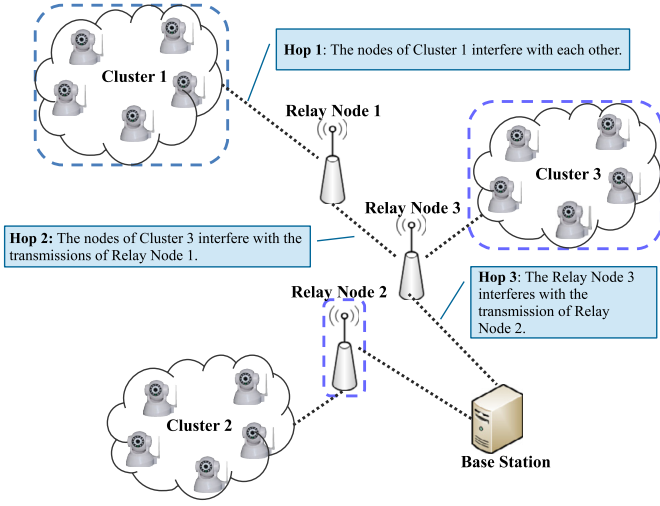 Hop 1: The nodes of Cluster 1 interfere with each other.
Cluster 1
Relay Node 1
Cluster 3
Relay Node 3
Hop 2: The nodes of Cluster 3 interfere with the
transmissions of Relay Node 1.
Hop 3: The Relay Node 3
interferes with the
transmission of Relay
Node 2.
Relay Node 2
Cluster 2
Base Station